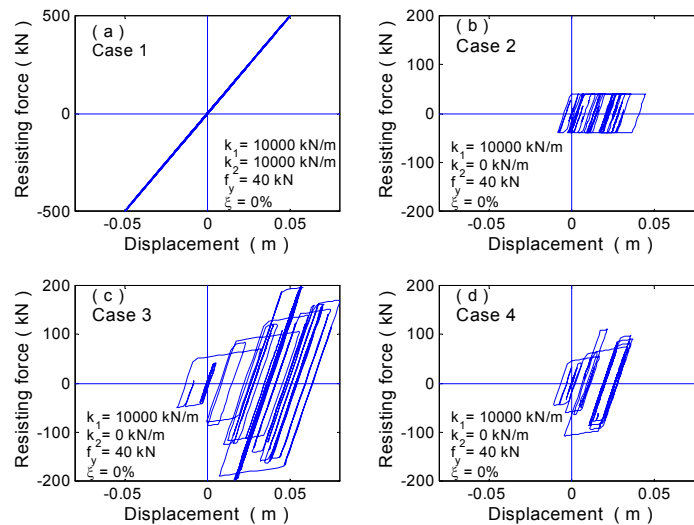 ( a )
Case 1
500
0
-500
-0.05 0 0.05
Displacement ( m )
Resisting force ( kN )
k1= 10000 kN/m
k2= 10000 kN/m
fy= 40 kN
ξ = 0%
( b )
Case 2
200
100
0
-100
-200
-0.05 0 0.05
Displacement ( m )
Resisting force ( kN )
k1= 10000 kN/m
k2= 0 kN/m
fy= 40 kN
ξ = 0%
( c )
Case 3
200
100
0
-100
-200
-0.05 0 0.05
Displacement ( m )
Resisting force ( kN )
k1= 10000 kN/m
k2= 0 kN/m
fy= 40 kN
ξ = 0%
( d )
Case 4
200
100
0
-100
-200
-0.05 0 0.05
Displacement ( m )
Resisting force ( kN )
k1= 10000 kN/m
k2= 0 kN/m
fy= 40 kN
ξ = 0%